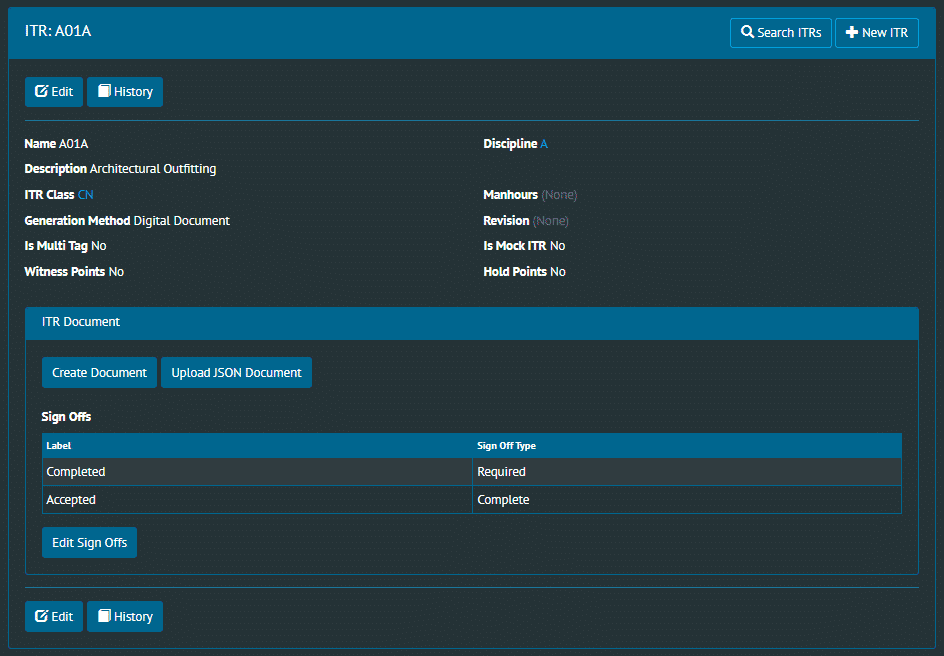 ITR: A01A
Search ITRs
New ITR
Edit
History
Name A01A
Discipline A
Description Architectural Outfitting
ITR Class CN
Manhours (None)
Generation Method Digital Document
Revision (None)
Is Multi Tag No
Is Mock ITR No
Witness Points No
Hold Points No
ITR Document
Create Document
Upload JSON Document
Sign Offs
Label
Sign Off Type
Completed
Required
Accepted
Complete
Edit Sign Offs
Edit
History